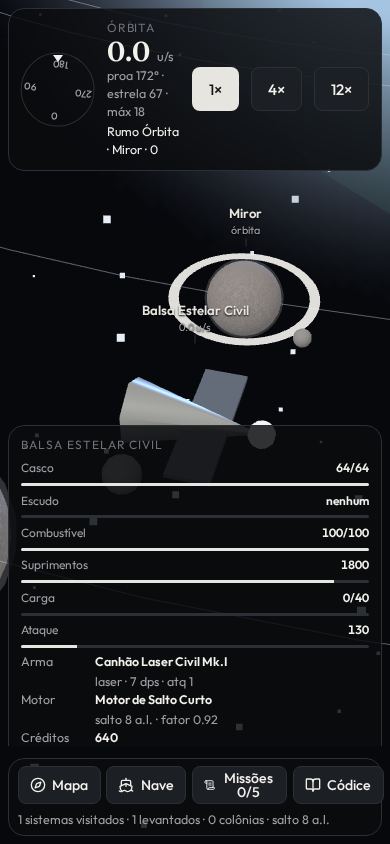 ÓRBITA
0.0 u/s
proa 172° ·
estrela 67 ·
máx 18
Rumo Órbita
· Miror · 0
180
90
270
0
1×
4×
12×
Miror
órbita
Balsa Estelar Civil
0.0 u/s
BALSA ESTELAR CIVIL
Casco 64/64
Escudo nenhum
Combustível 100/100
Suprimentos 1800
Carga 0/40
Ataque 130
Arma Canhão Laser Civil Mk.I
laser · 7 dps · atq 1
Motor Motor de Salto Curto
salto 8 a.l. · fator 0.92
Créditos 640
Mapa
Nave
Missões
0/5
Códice
1 sistemas visitados · 1 levantados · 0 colônias · salto 8 a.l.